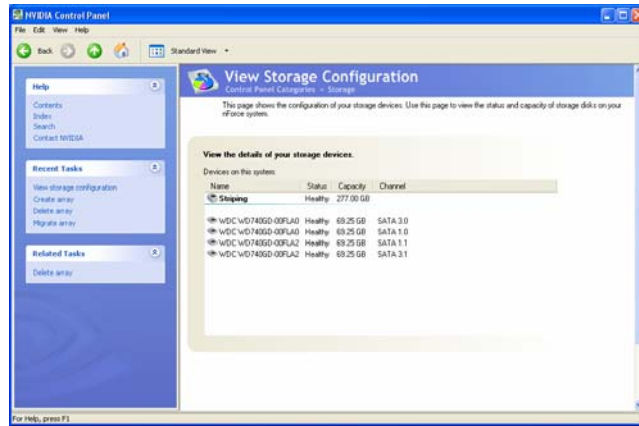 NVIDIA Control Panel
File Edit View Help
Back Standard View
Help
Contents
Index
Search
Contact NVIDIA
Recent Tasks
View storage configuration
Create array
Delete array
Migrate array
Related Tasks
Delete array
View Storage Configuration
Control Panel Categories > Storage
This page shows the configuration of your storage devices. Use this page to view the status and capacity of storage disks on your
nForce system.
View the details of your storage devices.
Devices on this system:
Name Status Capacity Channel
Striping Healthy 277.00 GB
WDC WD740GD-00FLA0 Healthy 69.25 GB SATA 3.0
WDC WD740GD-00FLA0 Healthy 69.25 GB SATA 1.0
WDC WD740GD-00FLA2 Healthy 69.25 GB SATA 1.1
WDC WD740GD-00FLA2 Healthy 69.25 GB SATA 3.1
For Help, press F1